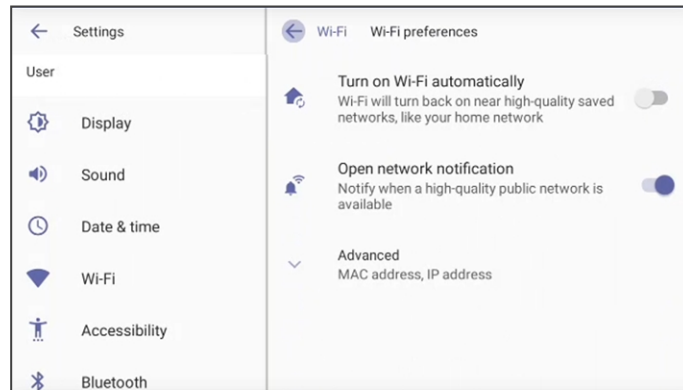 Settings
User
Display
Sound
Date & time
Wi-Fi
Accessibility
Bluetooth
Wi-Fi Wi-Fi preferences
Turn on Wi-Fi automatically
Wi-Fi will turn back on near high-quality saved
networks, like your home network
Open network notification
Notify when a high-quality public network is
available
Advanced
MAC address, IP address